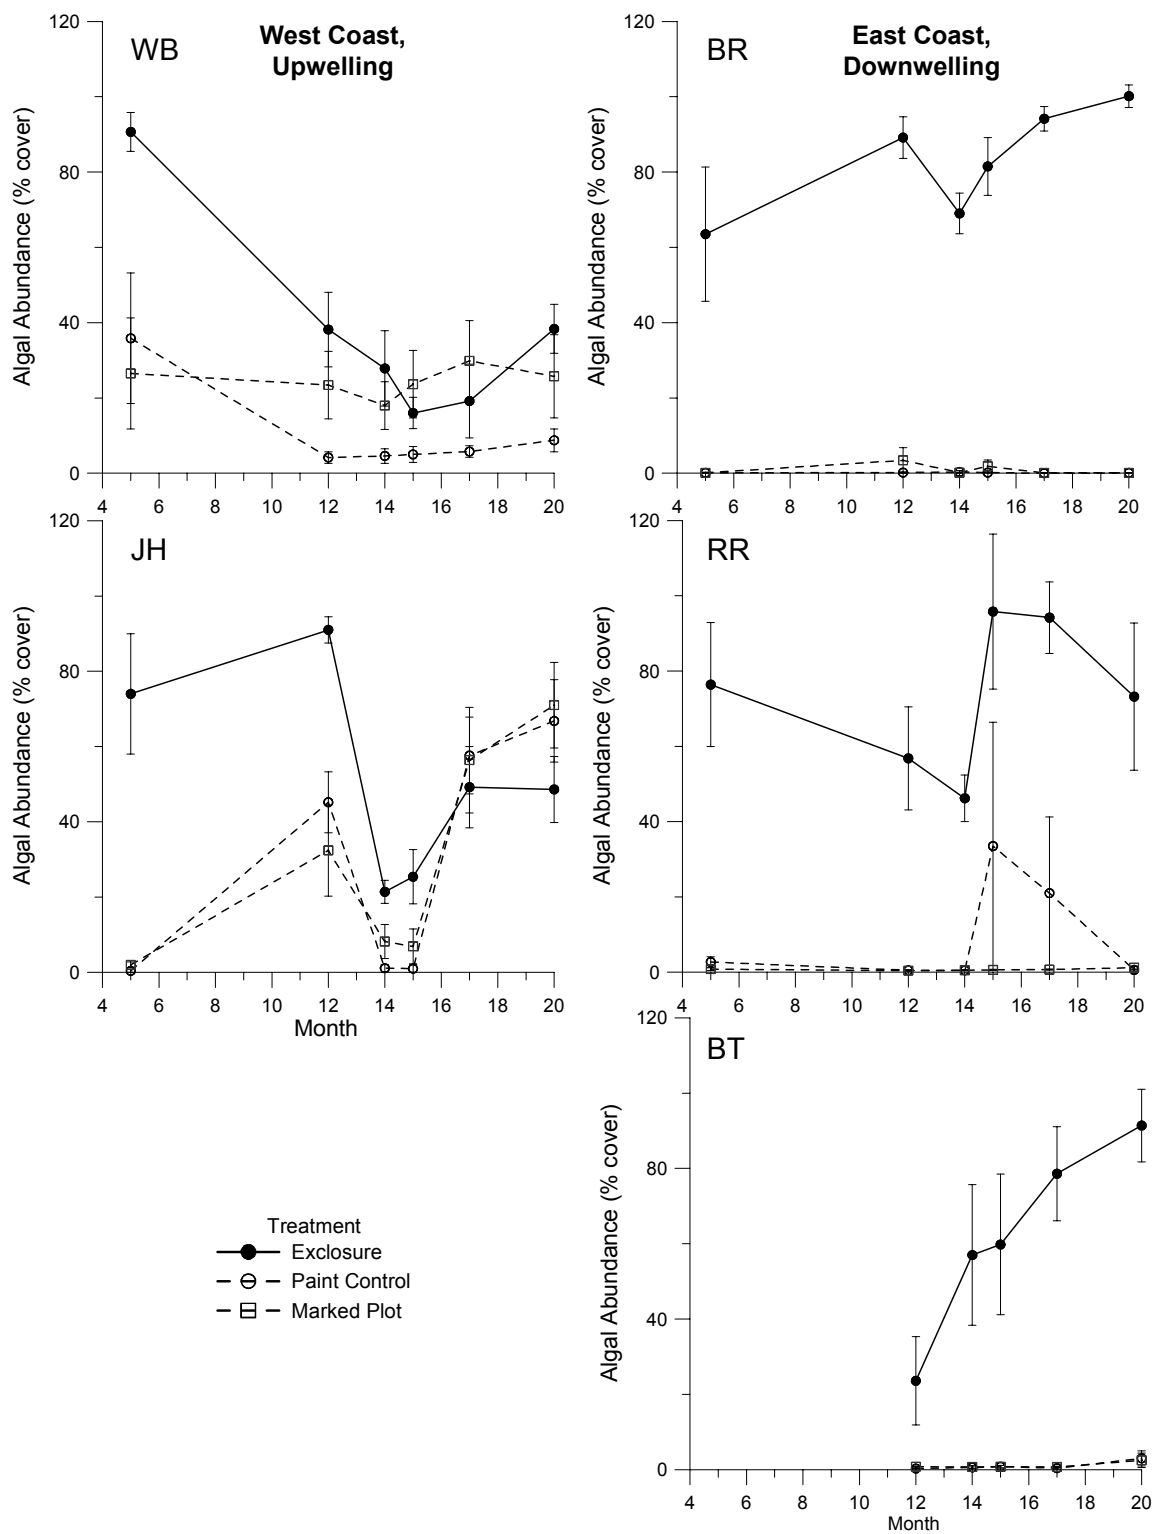 West Coast,
Upwelling
WB
Algal Abundance (% cover)
120
80
40
0
4 6 8 10 12 14 16 18 20
East Coast,
Downwelling
BR
Algal Abundance (% cover)
120
80
40
0
4 6 8 10 12 14 16 18 20
JH
Algal Abundance (% cover)
120
80
40
0
4 6 8 10 12 14 16 18 20
Month
RR
Algal Abundance (% cover)
120
80
40
0
4 6 8 10 12 14 16 18 20
BT
Algal Abundance (% cover)
120
80
40
0
4 6 8 10 12 14 16 18 20
Month
Treatment
Exclosure
Paint Control
Marked Plot